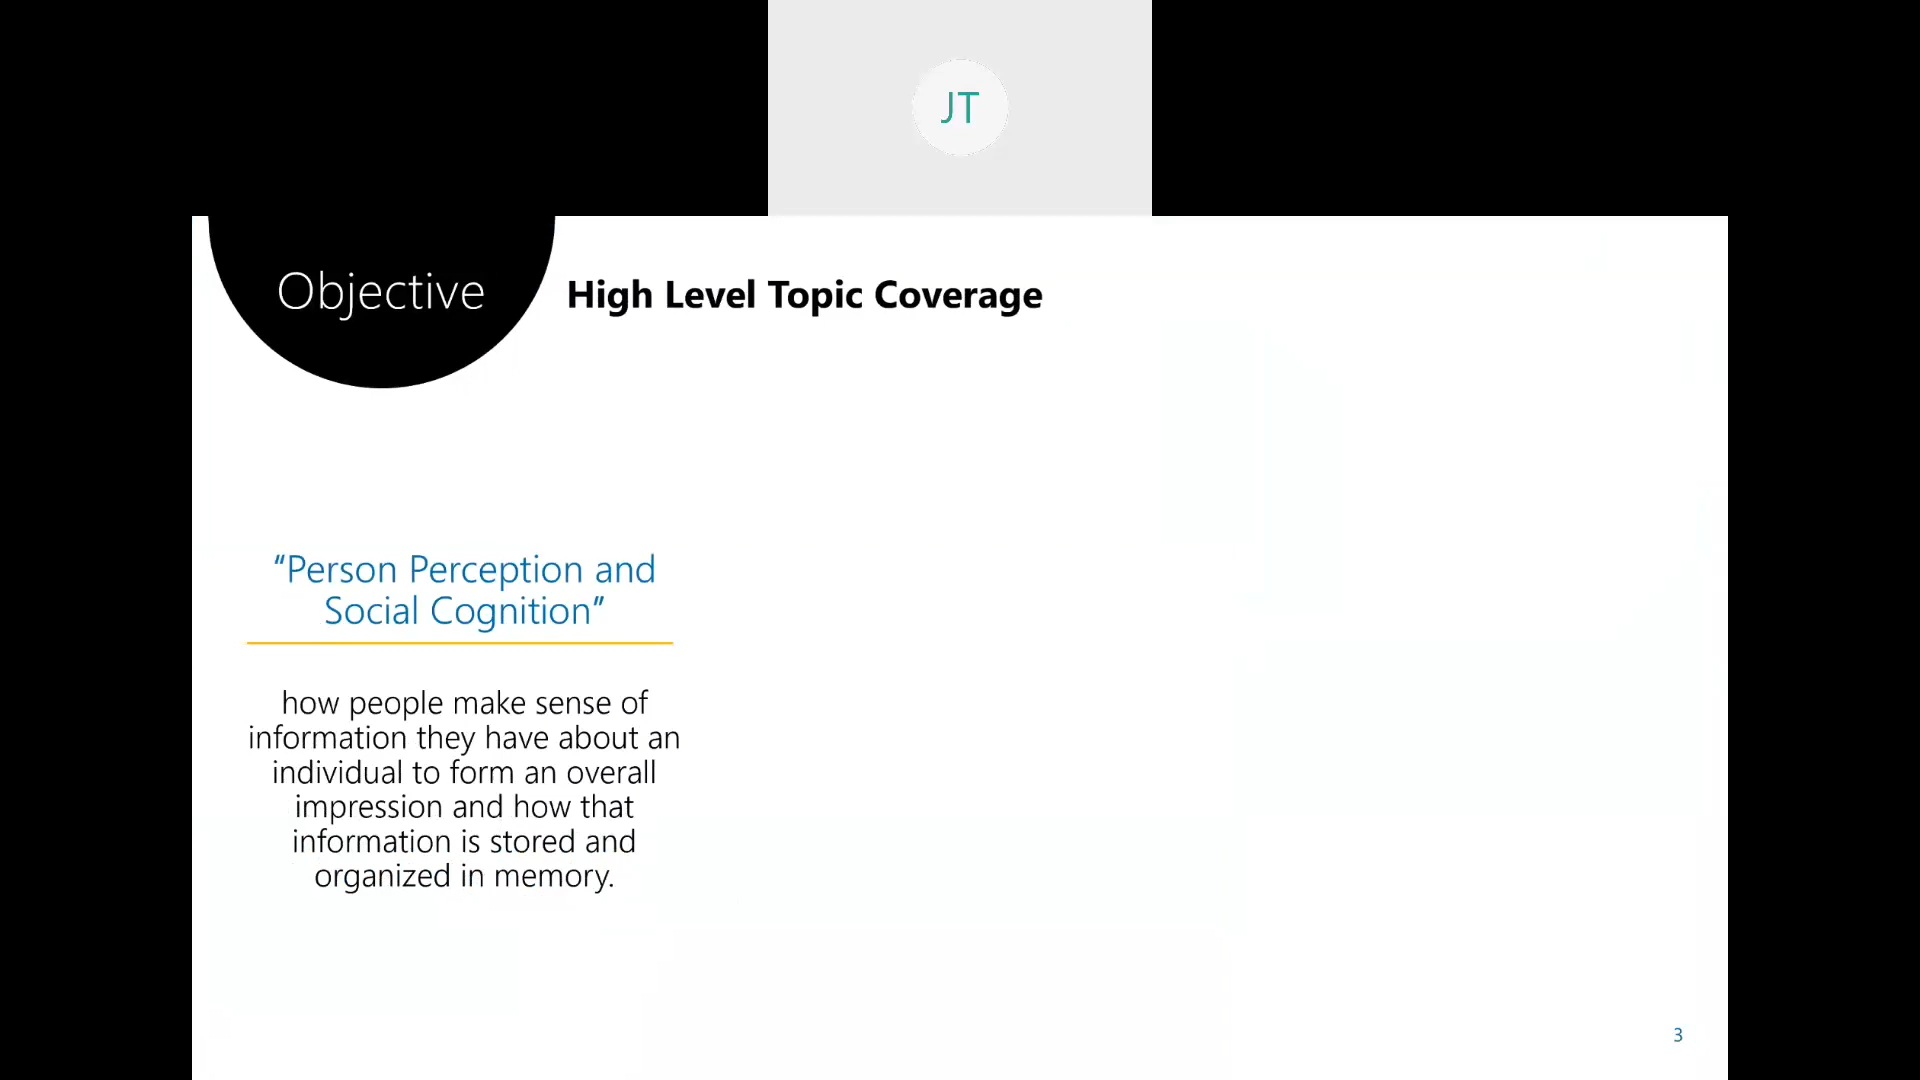 JT
Objective
High Level Topic Coverage
“Person Perception and
Social Cognition”
how people make sense of
information they have about an
individual to form an overall
impression and how that
information is stored and
organized in memory.
3